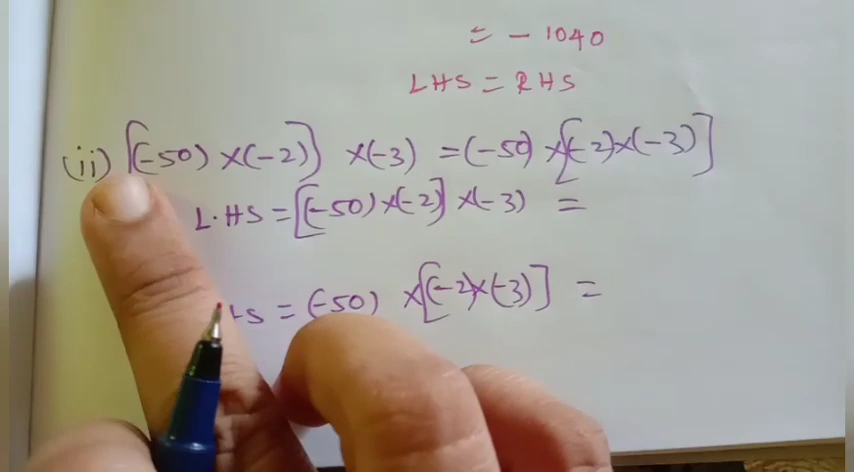 = - 1040
LHS = RHS
(ii) [(-50) ×(-2)] ×(-3) =(-50) ×[(-2)×(-3)]
L.HS =[(-50)×(-2]×(-3) =
HS = (-50) ×[(-2)×(-3)] =